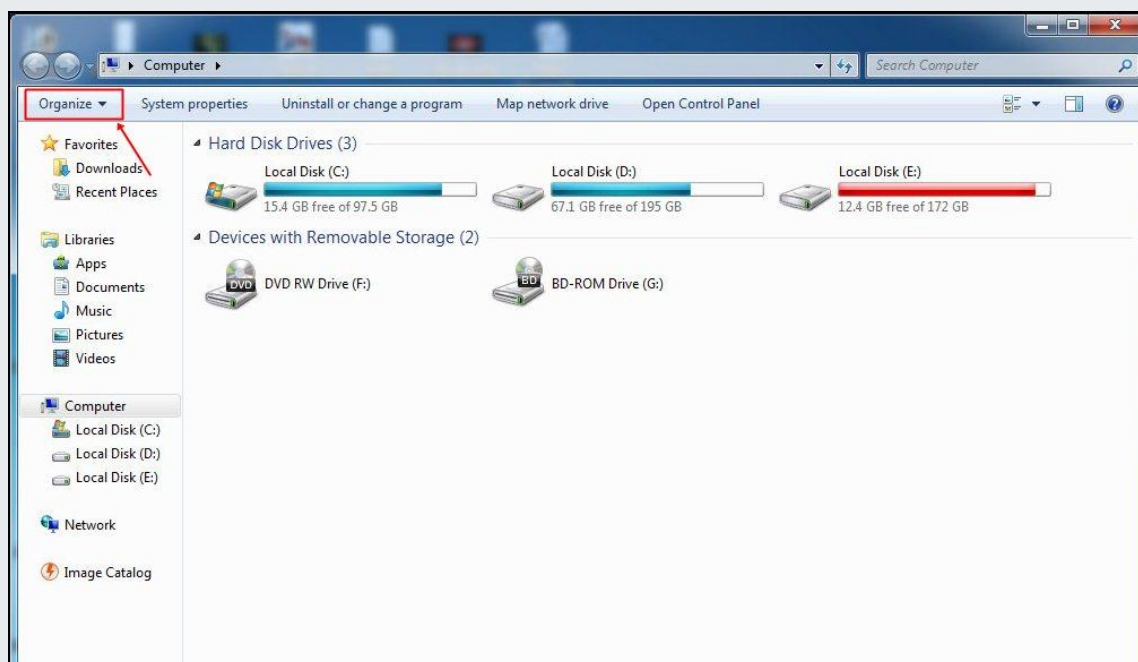 Computer
Search Computer
Organize
System properties
Uninstall or change a program
Map network drive
Open Control Panel
Favorites
Downloads
Recent Places
Libraries
Apps
Documents
Music
Pictures
Videos
Computer
Local Disk (C:)
Local Disk (D:)
Local Disk (E:)
Network
Image Catalog
Hard Disk Drives (3)
Local Disk (C:)
15.4 GB free of 97.5 GB
Local Disk (D:)
67.1 GB free of 195 GB
Local Disk (E:)
12.4 GB free of 172 GB
Devices with Removable Storage (2)
DVD
DVD RW Drive (F:)
BD
BD-ROM Drive (G:)